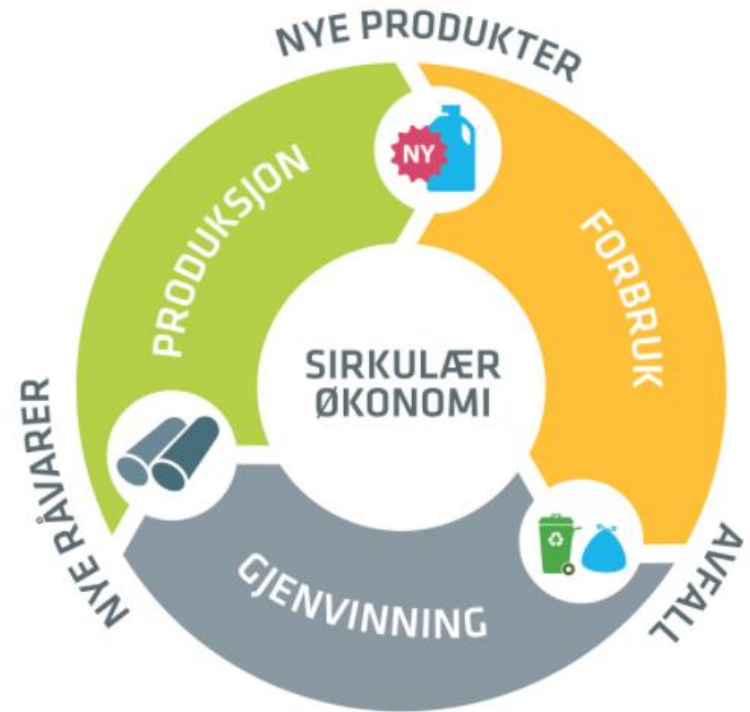 NYE PRODUKTER
NY
PRODUKSJON
FORBRUK
SIRKULÆR
ØKONOMI
NYE RÅVARER
GJENVINNING
AVFALL